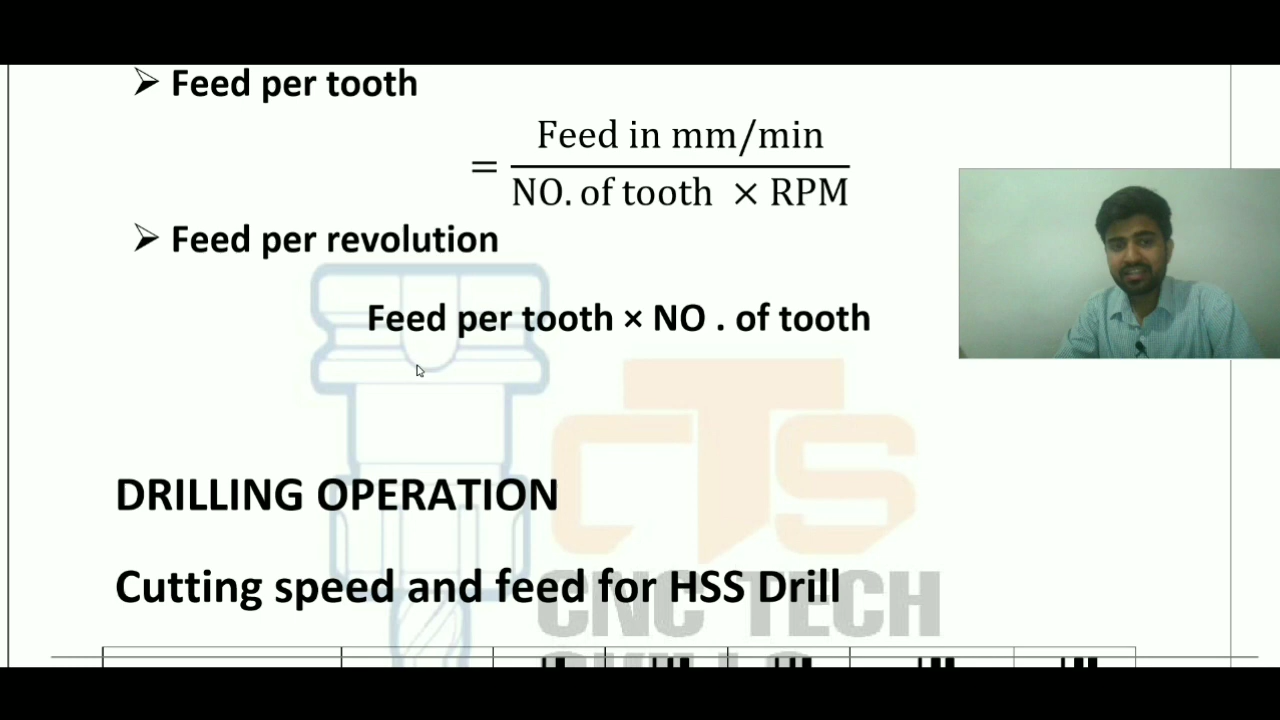 ➢ Feed per tooth
= Feed in mm/min
NO. of tooth × RPM
➢ Feed per revolution
Feed per tooth × NO . of tooth
CTS
DRILLING OPERATION
Cutting speed and feed for HSS Drill
CNC TECH